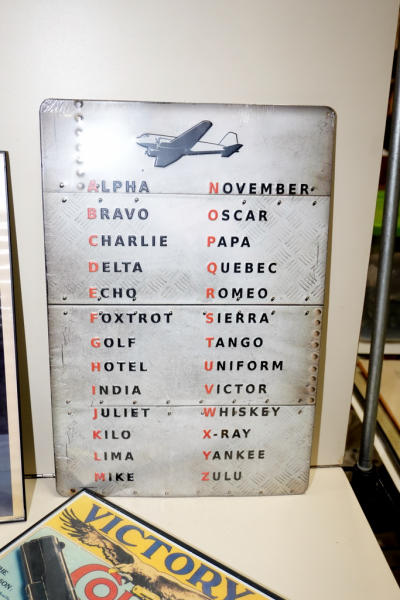 ALPHA
BRAVO
CHARLIE
DELTA
ECHO
FOXTROT
GOLF
HOTEL
INDIA
JULIET
KILO
LIMA
MIKE
NOVEMBER
OSCAR
PAPA
QUEBEC
ROMEO
SIERRA
TANGO
UNIFORM
VICTOR
WHISKEY
X-RAY
YANKEE
ZULU
VICTORY